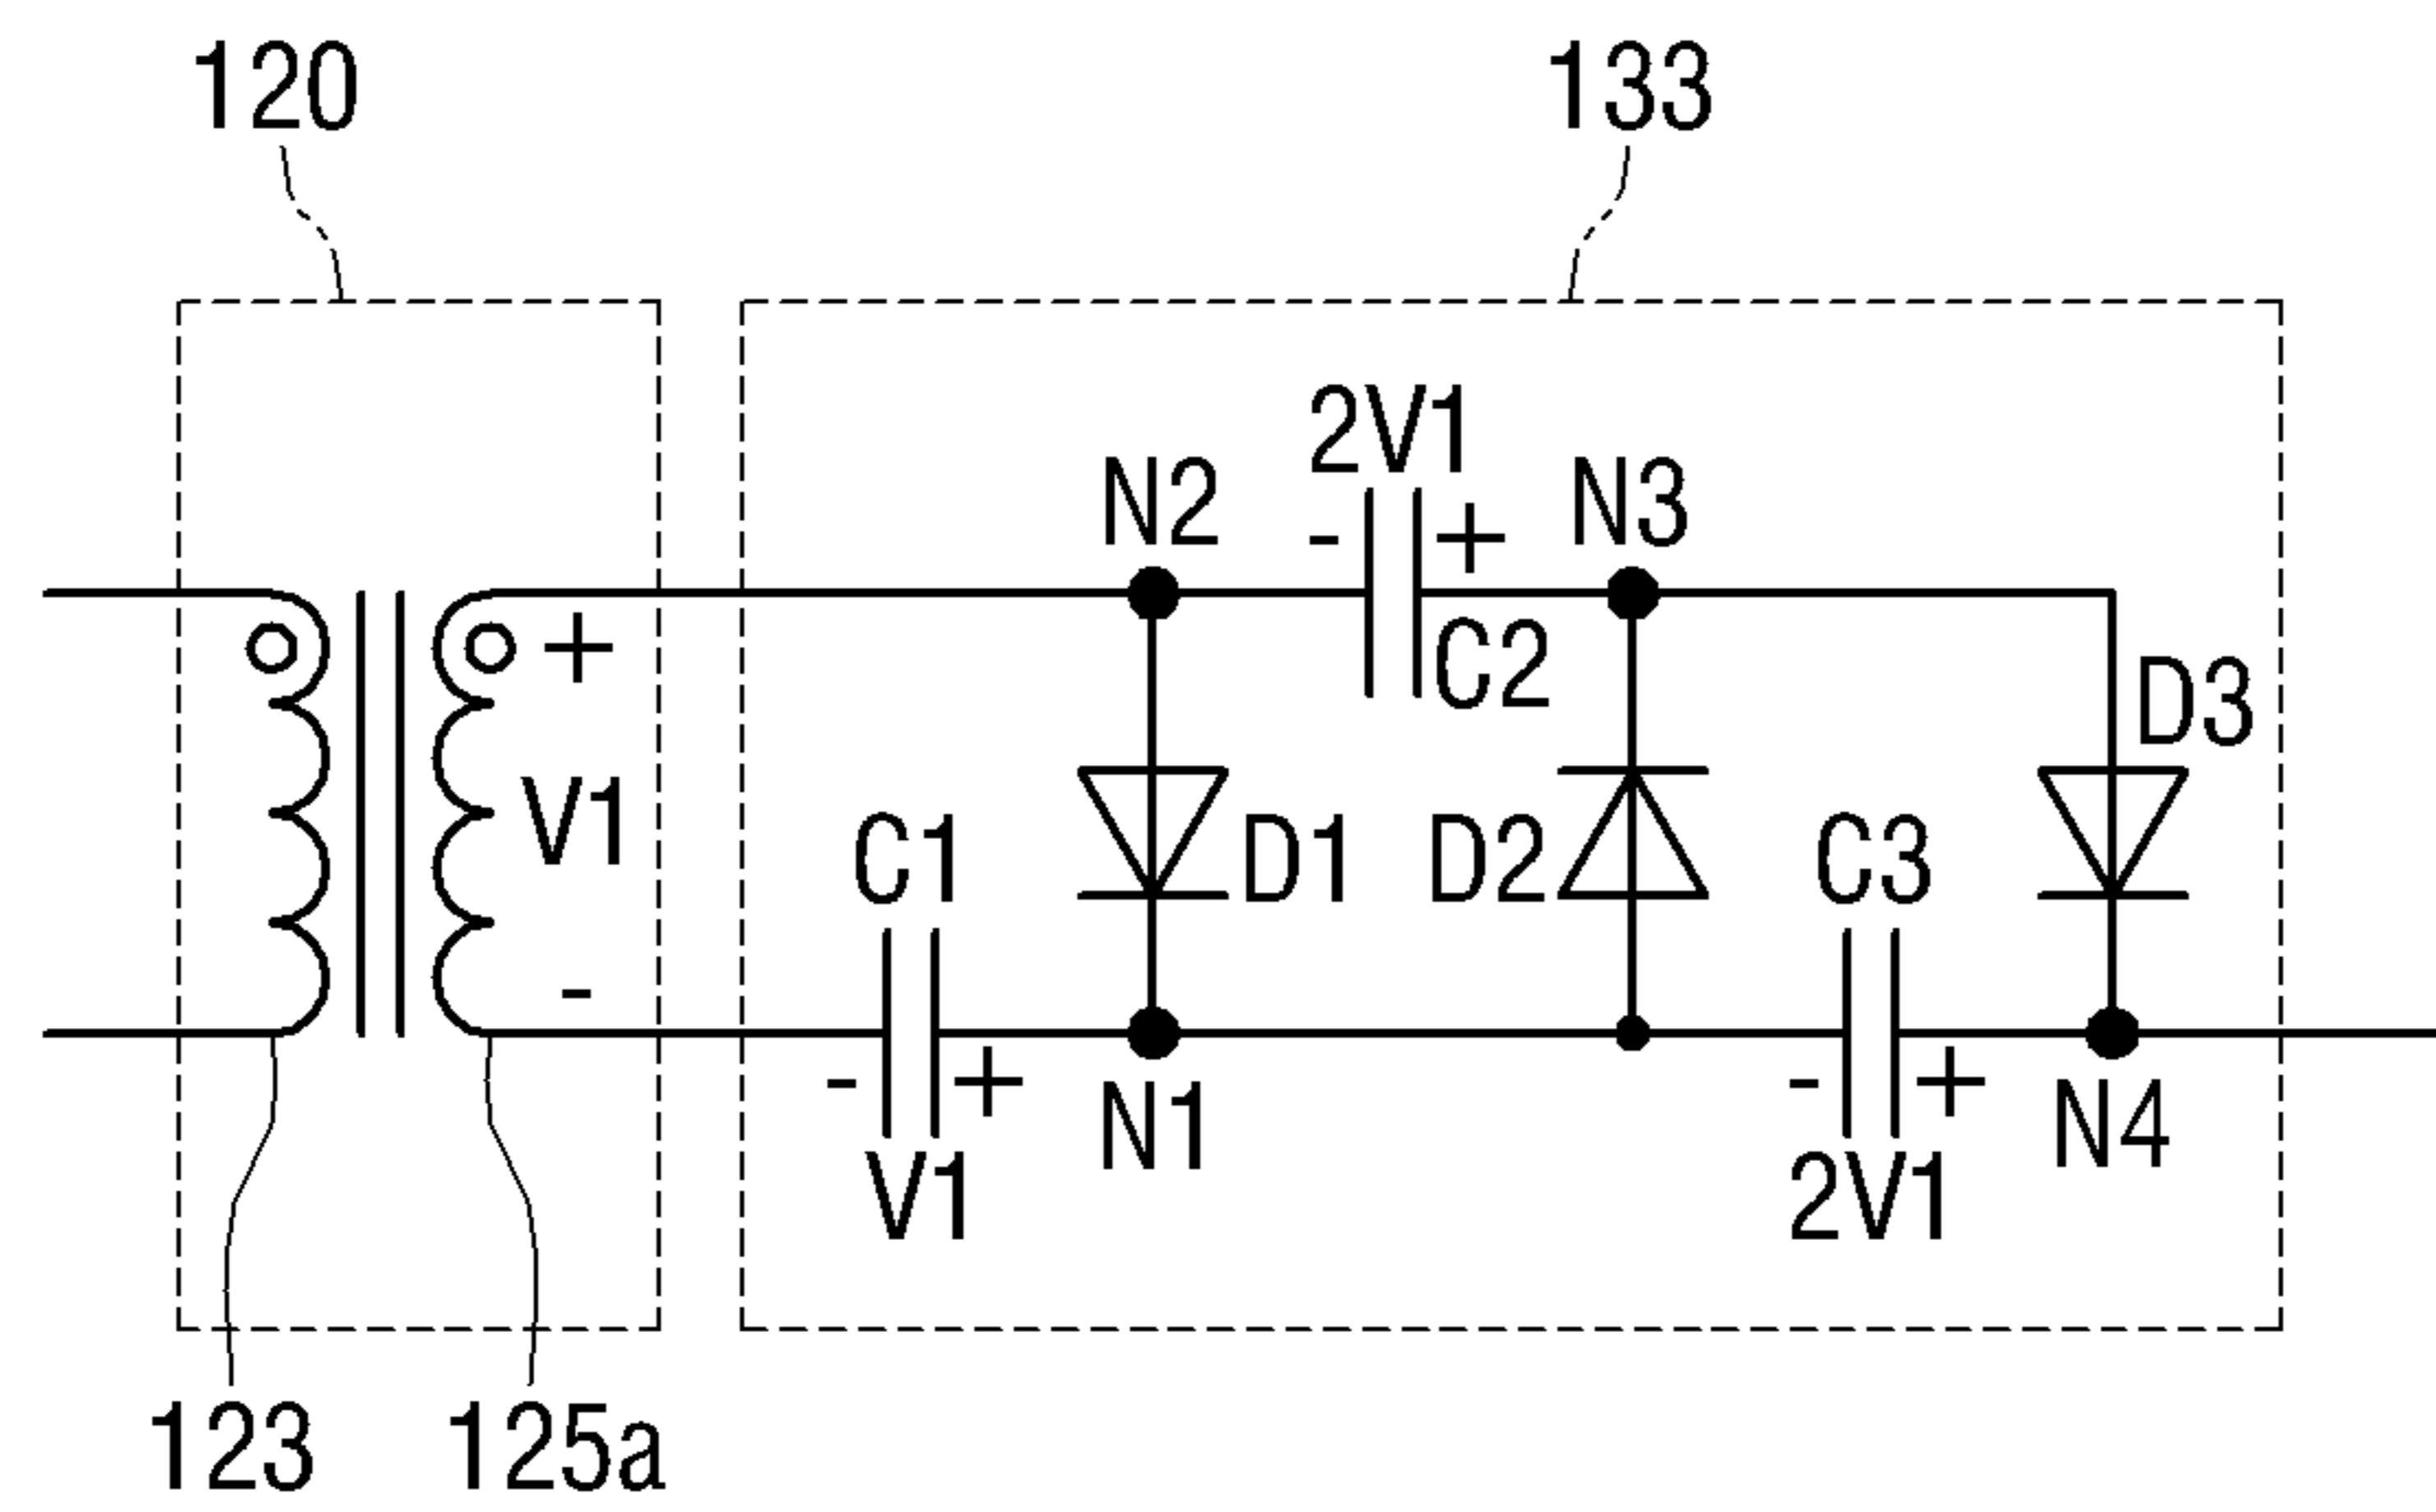 120 133
2V1
N2 - + N3
C2
+ D3
V1 C1 D1 D2 C3
-
- + N1 - + N4
V1 2V1
123 125a